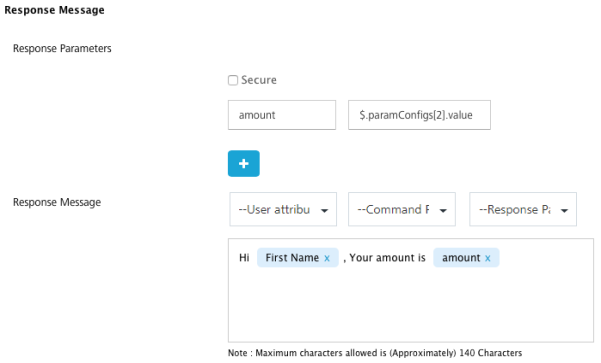 Response Message
Response Parameters
Secure
amount $.paramConfigs[2].value
+
Response Message --User attribu --Command F --Response Pa
Hi First Name x , Your amount is amount x
Note : Maximum characters allowed is (Approximately) 140 Characters